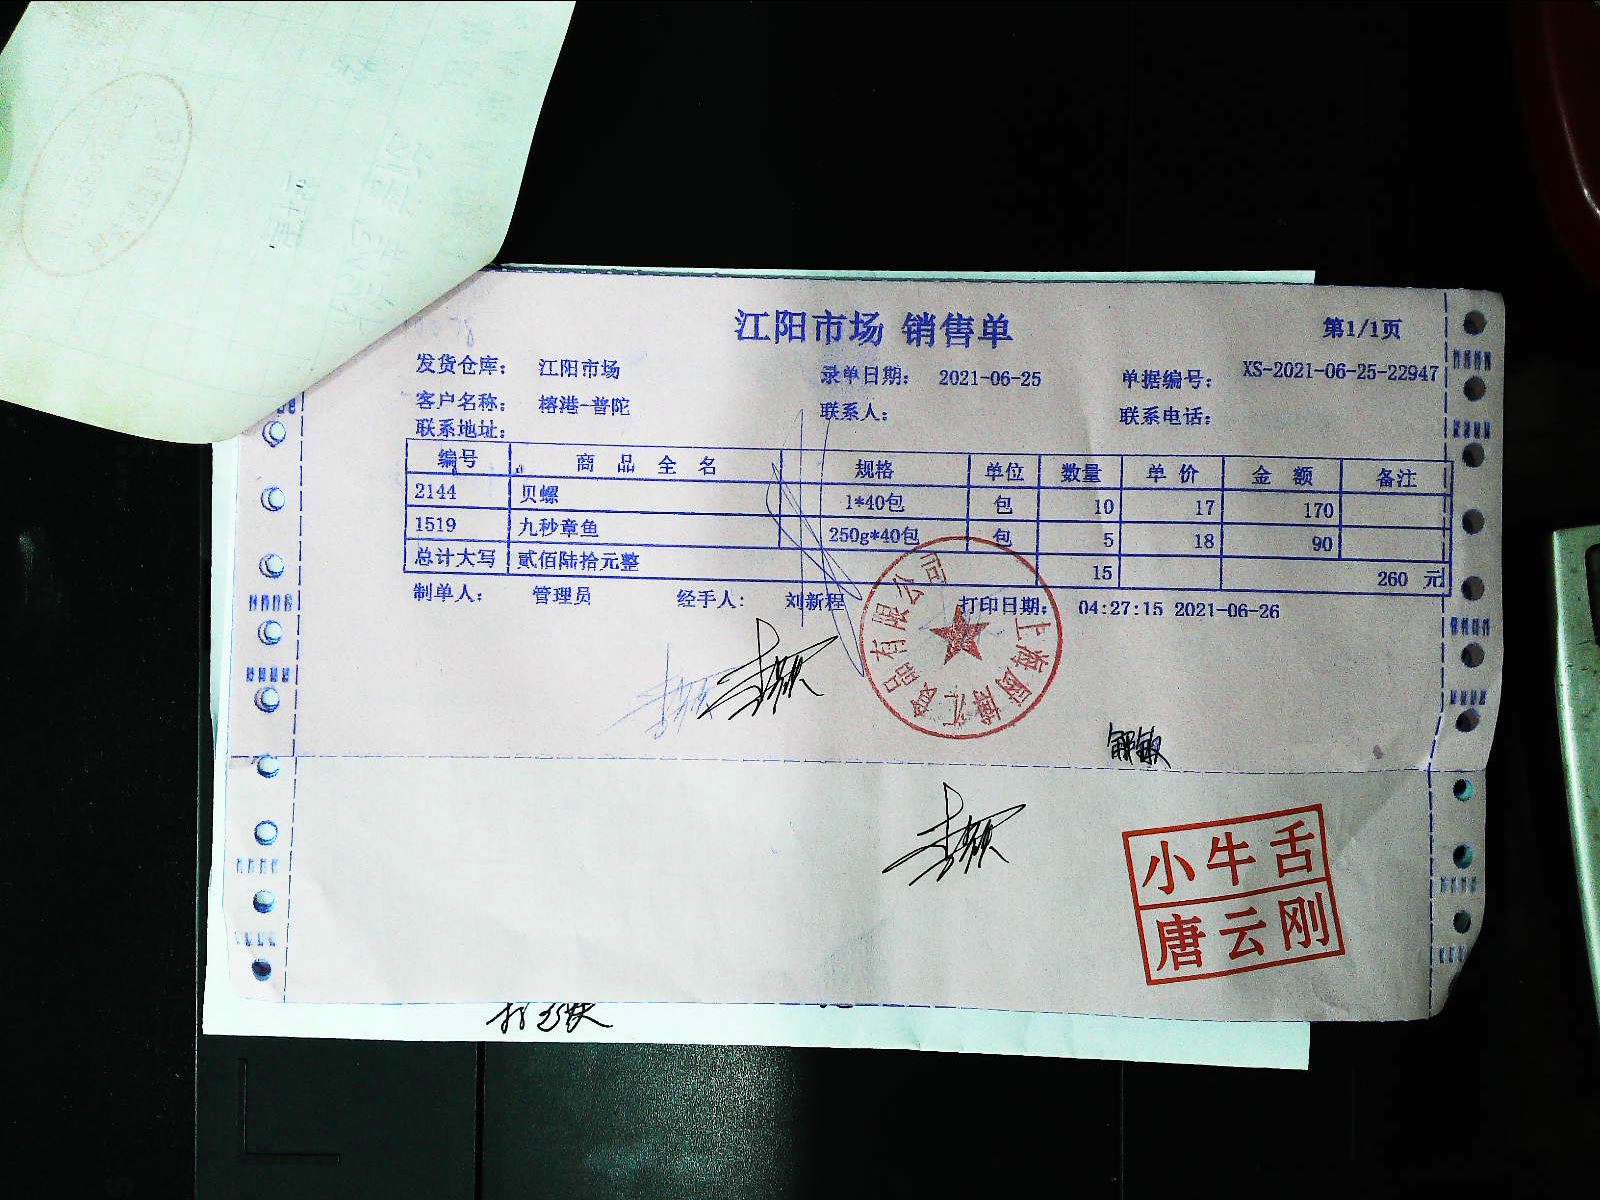 江阳市场 销售单
第1/1页
发货仓库： 江阳市场 录单日期： 2021-06-25 单据编号： XS-2021-06-25-22947
客户名称： 榕港-普陀 联系人： 联系电话：
联系地址：
编号 商品全名 规格 单位 数量 单价 金额 备注
2144 贝螺 1*40包 包 10 17 170
1519 九秒章鱼 250g*40包 包 5 18 90
总计大写 贰佰陆拾元整 15 260 元
制单人： 管理员 经手人： 刘新程 打印日期： 04:27:15 2021-06-26
小牛舌
唐云刚